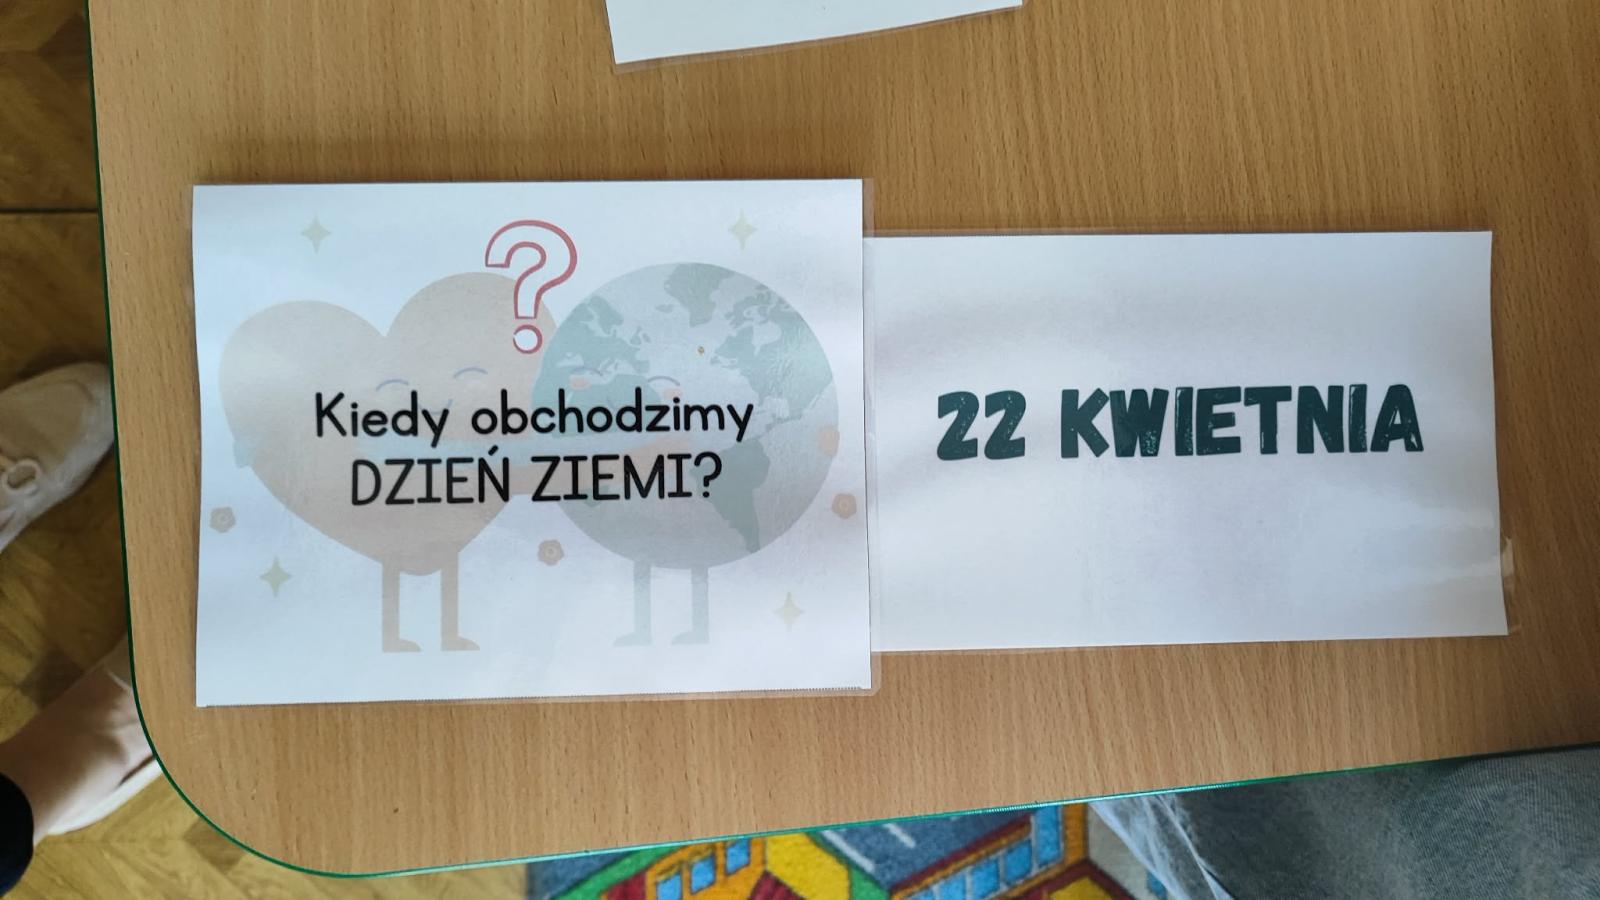 ?
Kiedy obchodzimy
DZIEŃ ZIEMI?
22 KWIETNIA